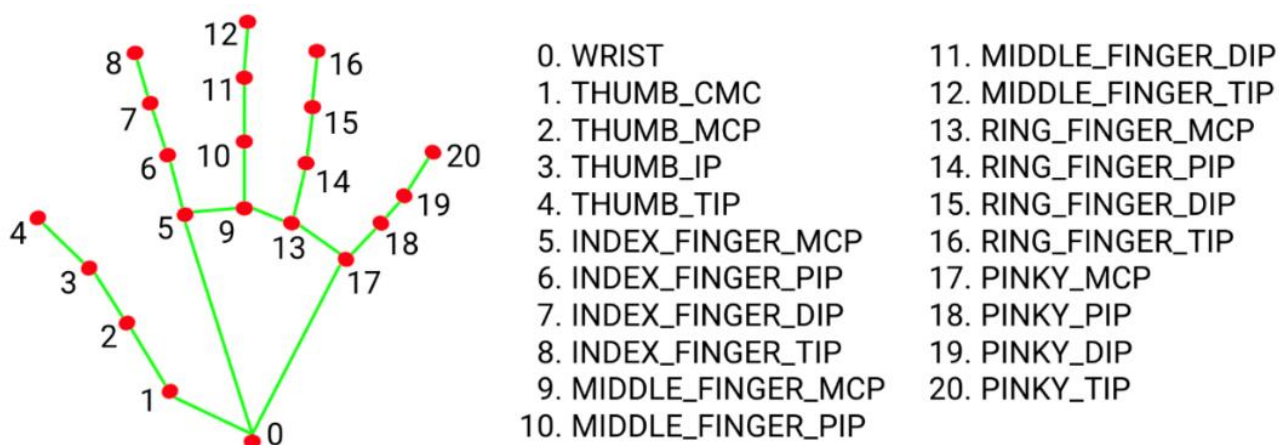 12
8
16
11
7
15
10
6
20
14
19
4
5
9
13
18
3
17
2
1
0
0. WRIST
1. THUMB_CMC
2. THUMB_MCP
3. THUMB_IP
4. THUMB_TIP
5. INDEX_FINGER_MCP
6. INDEX_FINGER_PIP
7. INDEX_FINGER_DIP
8. INDEX_FINGER_TIP
9. MIDDLE_FINGER_MCP
10. MIDDLE_FINGER_PIP
11. MIDDLE_FINGER_DIP
12. MIDDLE_FINGER_TIP
13. RING_FINGER_MCP
14. RING_FINGER_PIP
15. RING_FINGER_DIP
16. RING_FINGER_TIP
17. PINKY_MCP
18. PINKY_PIP
19. PINKY_DIP
20. PINKY_TIP